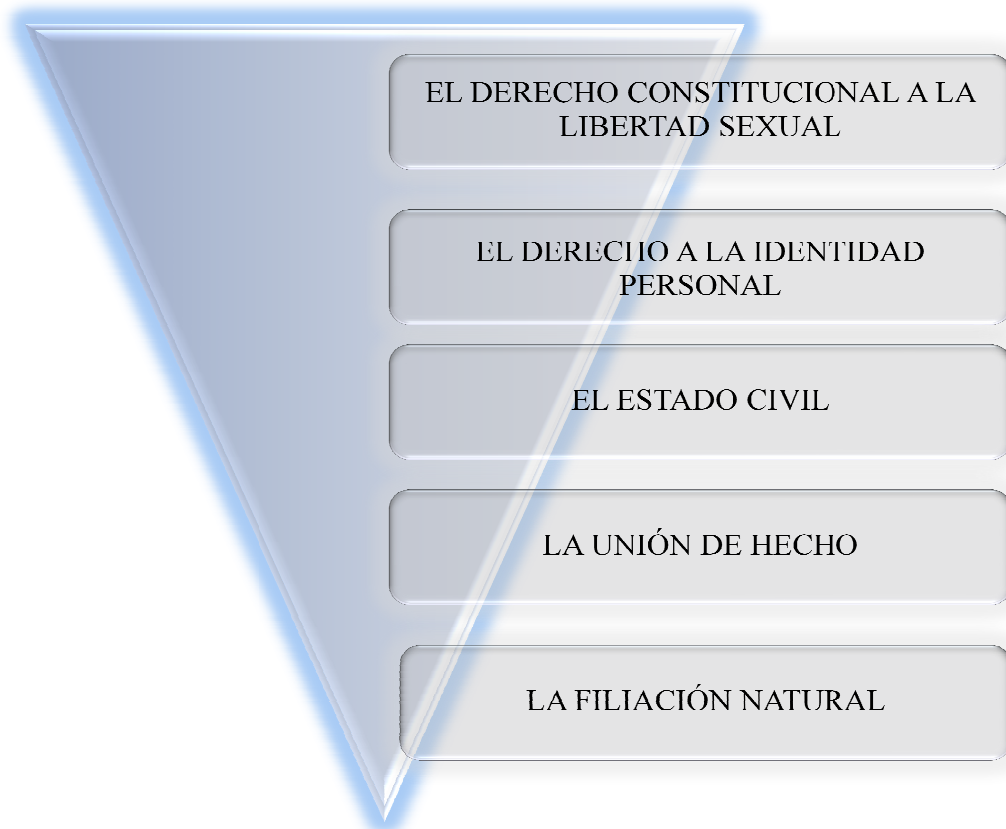 EL DERECHO CONSTITUCIONAL A LA
LIBERTAD SEXUAL
EL DERECHO A LA IDENTIDAD
PERSONAL
EL ESTADO CIVIL
LA UNIÓN DE HECHO
LA FILIACIÓN NATURAL